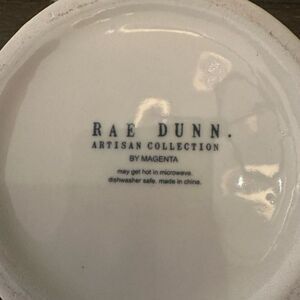 RAE DUNN.
ARTISAN COLLECTION
BY MAGENTA
may get hot in microwave.
dishwasher safe. made in china.